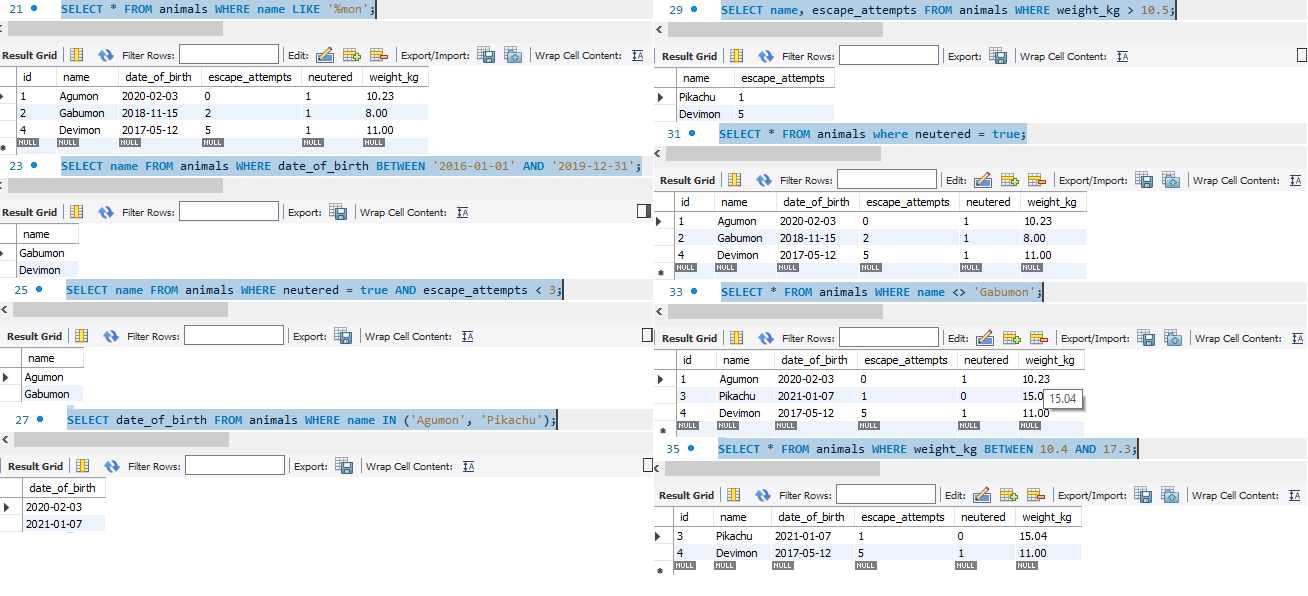 21 SELECT * FROM animals WHERE name LIKE '%mon';
Result Grid Filter Rows: Edit: Export/Import: Wrap Cell Content:
id name date_of_birth escape_attempts neutered weight_kg
1 Agumon 2020-02-03 0 1 10.23
2 Gabumon 2018-11-15 2 1 8.00
4 Devimon 2017-05-12 5 1 11.00
NULL NULL NULL NULL NULL NULL
23 SELECT name FROM animals WHERE date_of_birth BETWEEN '2016-01-01' AND '2019-12-31';
Result Grid Filter Rows: Export: Wrap Cell Content:
name
Gabumon
Devimon
25 SELECT name FROM animals WHERE neutered = true AND escape_attempts < 3;
Result Grid Filter Rows: Export: Wrap Cell Content:
name
Agumon
Gabumon
27 SELECT date_of_birth FROM animals WHERE name IN ('Agumon', 'Pikachu');
Result Grid Filter Rows: Export: Wrap Cell Content:
date_of_birth
2020-02-03
2021-01-07
29 SELECT name, escape_attempts FROM animals WHERE weight_kg > 10.5;
Result Grid Filter Rows: Export: Wrap Cell Content:
name escape_attempts
Pikachu 1
Devimon 5
31 SELECT * FROM animals where neutered = true;
Result Grid Filter Rows: Edit: Export/Import: Wrap Cell Content:
id name date_of_birth escape_attempts neutered weight_kg
1 Agumon 2020-02-03 0 1 10.23
2 Gabumon 2018-11-15 2 1 8.00
4 Devimon 2017-05-12 5 1 11.00
NULL NULL NULL NULL NULL NULL
33 SELECT * FROM animals WHERE name <> 'Gabumon';
Result Grid Filter Rows: Edit: Export/Import: Wrap Cell Content:
id name date_of_birth escape_attempts neutered weight_kg
1 Agumon 2020-02-03 0 1 10.23
3 Pikachu 2021-01-07 1 0 15.0 15.04
4 Devimon 2017-05-12 5 1 11.00
NULL NULL NULL NULL NULL NULL
35 SELECT * FROM animals WHERE weight_kg BETWEEN 10.4 AND 17.3;
Result Grid Filter Rows: Edit: Export/Import: Wrap Cell Content:
id name date_of_birth escape_attempts neutered weight_kg
3 Pikachu 2021-01-07 1 0 15.04
4 Devimon 2017-05-12 5 1 11.00
NULL NULL NULL NULL NULL NULL